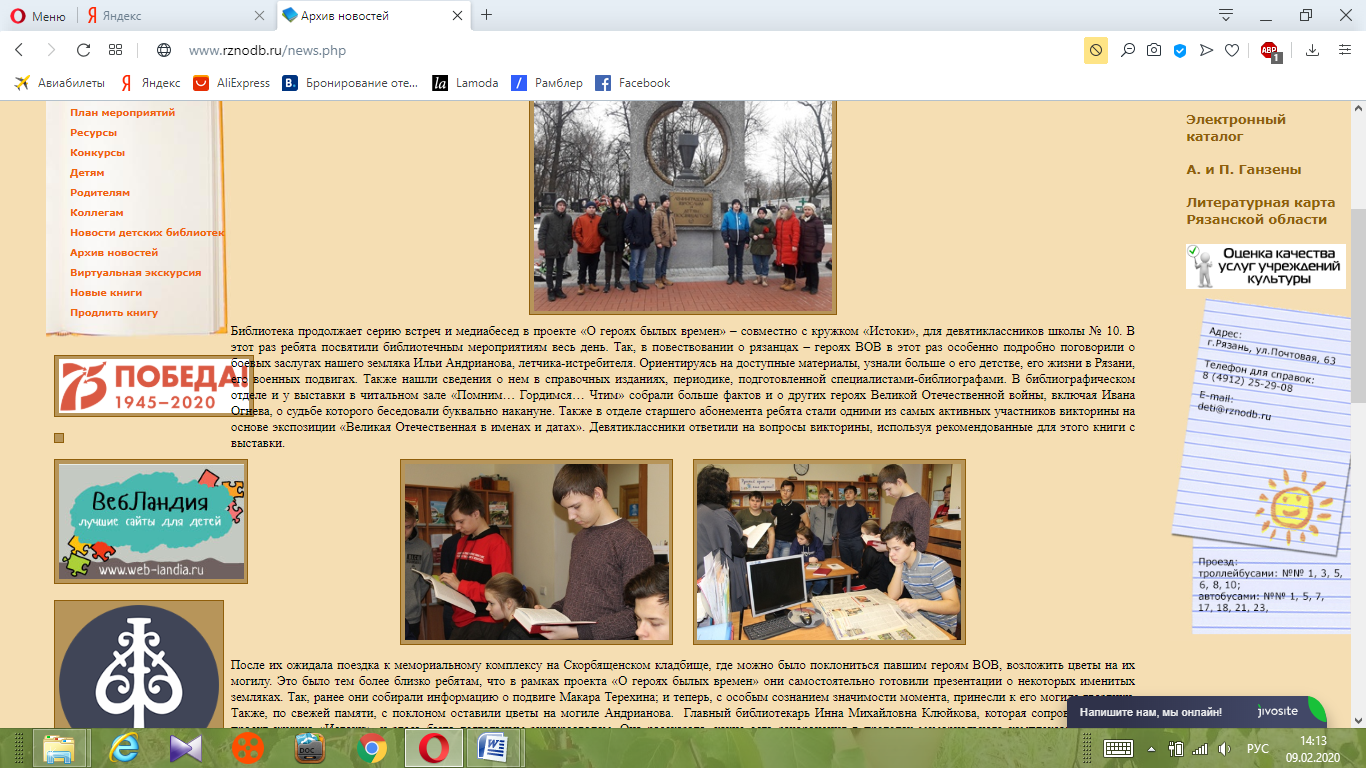 Меню
Яндекс
Архив новостей
www.rznodb.ru/news.php
ABP
1
Авиабилеты
Яндекс
AliExpress
B. Бронирование оте...
la Lamoda
Рамблер
Facebook
План мероприятий
Ресурсы
Конкурсы
Детям
Родителям
Коллегам
Новости детских библиотек
Архив новостей
Виртуальная экскурсия
Новые книги
Продлить книгу
75 ПОБЕДА!
1945–2020
ВебЛандия
лучшие сайты для детей
www.web-landia.ru
Библиотека продолжает серию встреч и медиабесед в проекте «О героях былых времен» – совместно с кружком «Истоки», для девятиклассников школы № 10. В
этот раз ребята посвятили библиотечным мероприятиям весь день. Так, в повествовании о рязанцах – героях ВОВ в этот раз особенно подробно поговорили о
боевых заслугах нашего земляка Ильи Андрианова, летчика-истребителя. Ориентируясь на доступные материалы, узнали больше о его детстве, его жизни в Рязани,
его военных подвигах. Также нашли сведения о нем в справочных изданиях, периодике, подготовленной специалистами-библиографами. В библиографическом
отделе и у выставки в читальном зале «Помним… Гордимся… Чтим» собрали больше фактов и о других героях Великой Отечественной войны, включая Ивана
Огнева, о судьбе которого беседовали буквально накануне. Также в отделе старшего абонемента ребята стали одними из самых активных участников викторины на
основе экспозиции «Великая Отечественная в именах и датах». Девятиклассники ответили на вопросы викторины, используя рекомендованные для этого книги с
выставки.
После их ожидала поездка к мемориальному комплексу на Скорбященском кладбище, где можно было поклониться павшим героям ВОВ, возложить цветы на их
могилу. Это было тем более близко ребятам, что в рамках проекта «О героях былых времен» они самостоятельно готовили презентации о некоторых именитых
земляках. Так, ранее они собирали информацию о подвиге Макара Терехина; и теперь, с особым сознанием значимости момента, принесли к его могиле
Также, по свежей памяти, с поклоном оставили цветы на могиле Андрианова. Главный библиотекарь Инна Михайловна Клюйкова, которая
Электронный
каталог
А. и П. Ганзены
Литературная карта
Рязанской области
Оценка качества
услуг учреждений
культуры
Адрес:
г.Рязань, ул.Почтовая, 63
Телефон для справок:
8 (4912) 25-29-08
E-mail:
deti@rznodb.ru
Проезд:
троллейбусами: №№ 1, 3, 5,
6, 8, 10;
автобусами: №№ 1, 5, 7,
17, 18, 21, 23,
Напишите нам, мы онлайн!
jivosite
DOC
РУС
14:13
09.02.2020